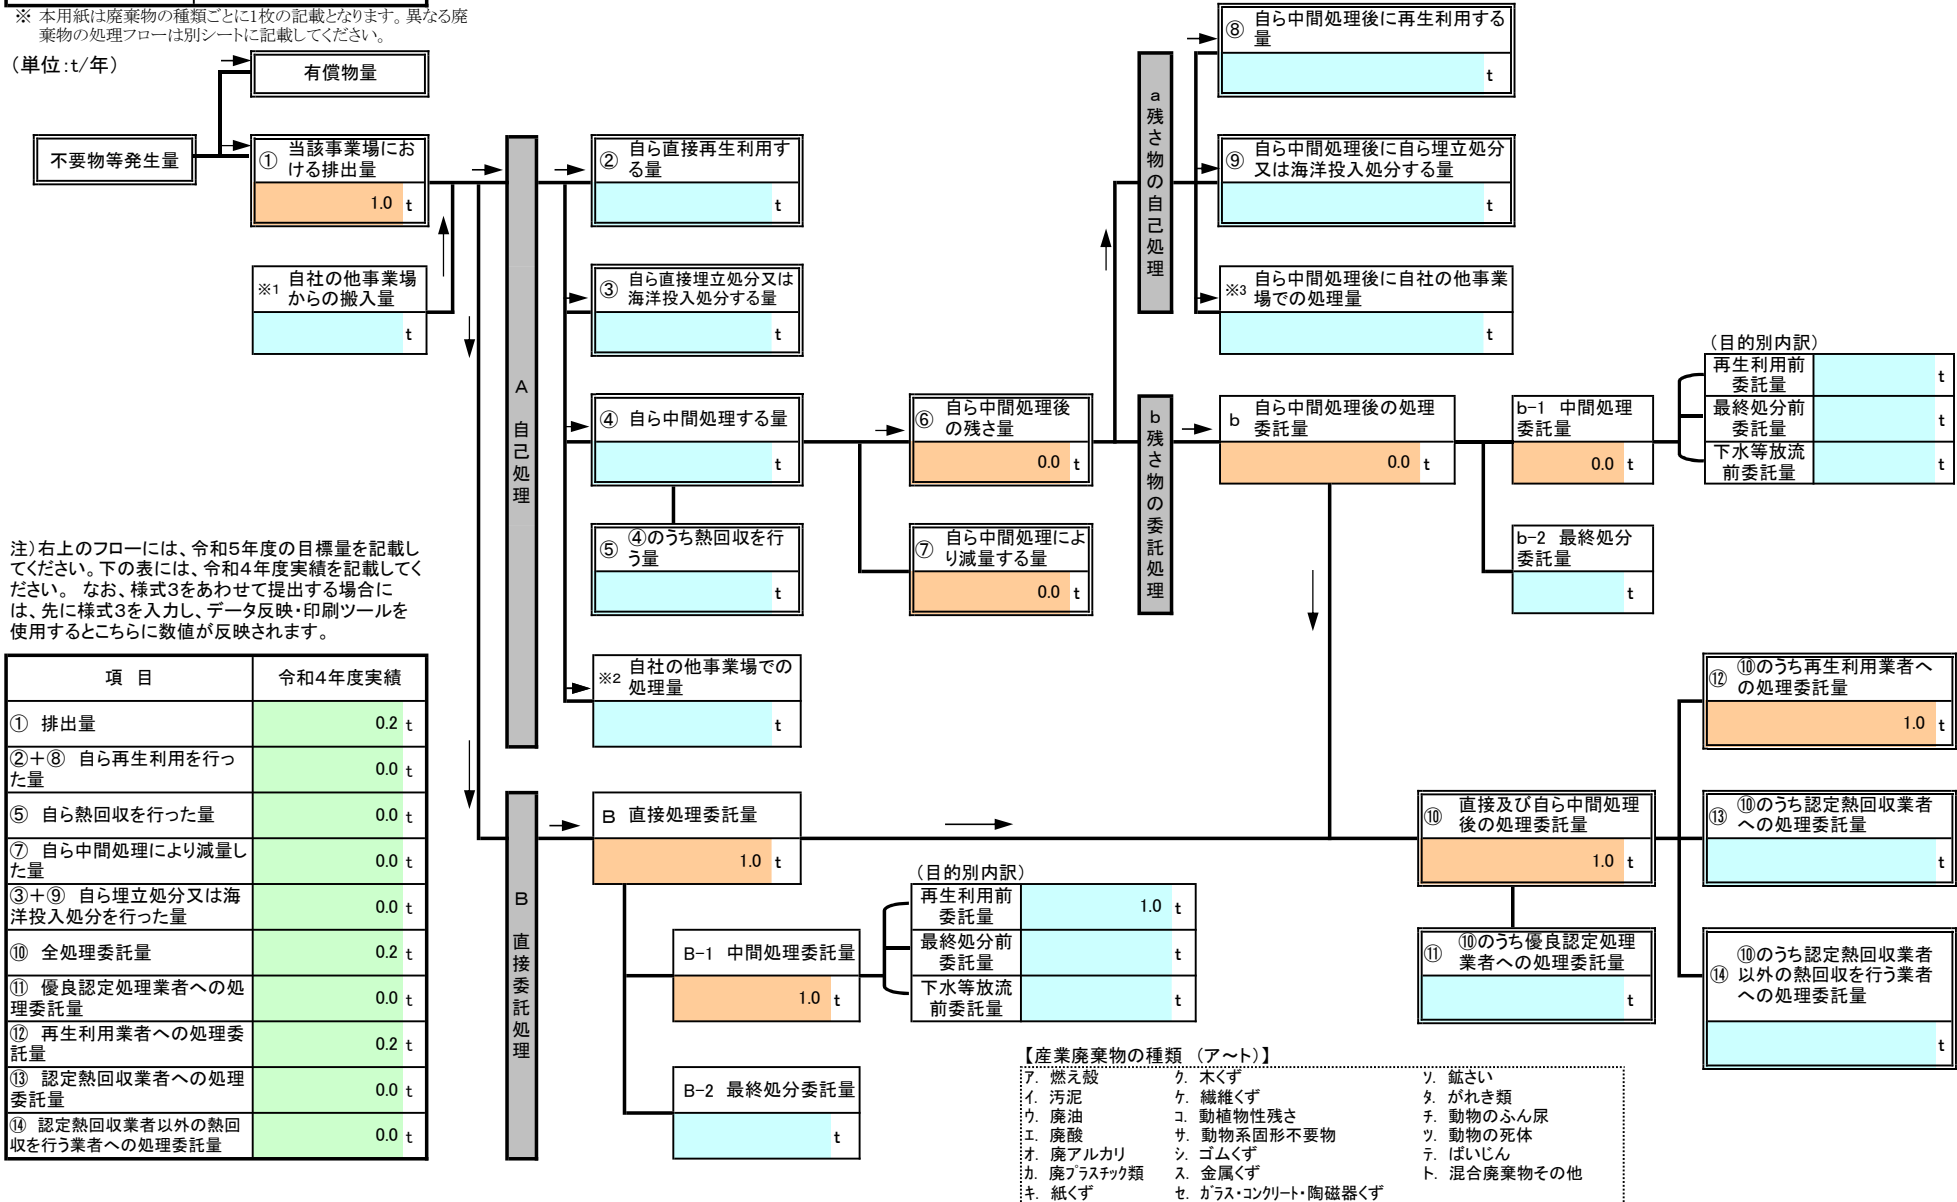 ※ 本用紙は廃棄物の種類ごとに1枚の記載となります。異なる廃
棄物の処理フローは別シートに記載してください。
（単位：t/年）
有償物量
不要物等発生量
① 当該事業場にお
ける排出量
1.0 t
※1 自社の他事業場
からの搬入量
t
A 自己処理
② 自ら直接再生利用す
る量
t
③ 自ら直接埋立処分又は
海洋投入処分する量
t
④ 自ら中間処理する量
t
⑤ ④のうち熱回収を行
う量
t
※2 自社の他事業場での
処理量
t
⑥ 自ら中間処理後
の残さ量
0.0 t
⑦ 自ら中間処理によ
り減量する量
0.0 t
a 残さ物の自己処理
⑧ 自ら中間処理後に再生利用する
量
t
⑨ 自ら中間処理後に自ら埋立処分
又は海洋投入処分する量
t
※3 自ら中間処理後に自社の他事業
場での処理量
t
b 残さ物の委託処理
b 自ら中間処理後の処理
委託量
0.0 t
b-1 中間処理
委託量
0.0 t
（目的別内訳）
再生利用前
委託量
t
最終処分前
委託量
t
下水等放流
前委託量
t
b-2 最終処分
委託量
t
注）右上のフローには、令和5年度の目標量を記載し
てください。下の表には、令和4年度実績を記載してく
ださい。 なお、様式3をあわせて提出する場合に
は、先に様式3を入力し、データ反映・印刷ツールを
使用するとこちらに数値が反映されます。
項 目 令和4年度実績
① 排出量 0.2 t
②＋⑧ 自ら再生利用を行っ
た量 0.0 t
⑤ 自ら熱回収を行った量 0.0 t
⑦ 自ら中間処理により減量し
た量 0.0 t
③＋⑨ 自ら埋立処分又は海
洋投入処分を行った量 0.0 t
⑩ 全処理委託量 0.2 t
⑪ 優良認定処理業者への処
理委託量 0.0 t
⑫ 再生利用業者への処理委
託量 0.2 t
⑬ 認定熱回収業者への処理
委託量 0.0 t
⑭ 認定熱回収業者以外の熱回
収を行う業者への処理委託量 0.0 t
B 直接委託処理
B 直接処理委託量
1.0 t
B-1 中間処理委託量
1.0 t
B-2 最終処分委託量
t
（目的別内訳）
再生利用前
委託量
1.0 t
最終処分前
委託量
t
下水等放流
前委託量
t
⑩ 直接及び自ら中間処理
後の処理委託量
1.0 t
⑪ ⑩のうち優良認定処理
業者への処理委託量
t
⑫ ⑩のうち再生利用業者へ
の処理委託量
1.0 t
⑬ ⑩のうち認定熱回収業者
への処理委託量
t
⑭ ⑩のうち認定熱回収業者
以外の熱回収を行う業者
への処理委託量
t
【産業廃棄物の種類 （ア～ト）】
ア. 燃え殻 ク. 木くず ソ. 鉱さい
イ. 汚泥 ケ. 繊維くず タ. がれき類
ウ. 廃油 コ. 動植物性残さ チ. 動物のふん尿
エ. 廃酸 サ. 動物系固形不要物 ツ. 動物の死体
オ. 廃アルカリ シ. ゴムくず テ. ばいじん
カ. 廃プラスチック類 ス. 金属くず ト. 混合廃棄物その他
キ. 紙くず セ. ガラス・コンクリート・陶磁器くず